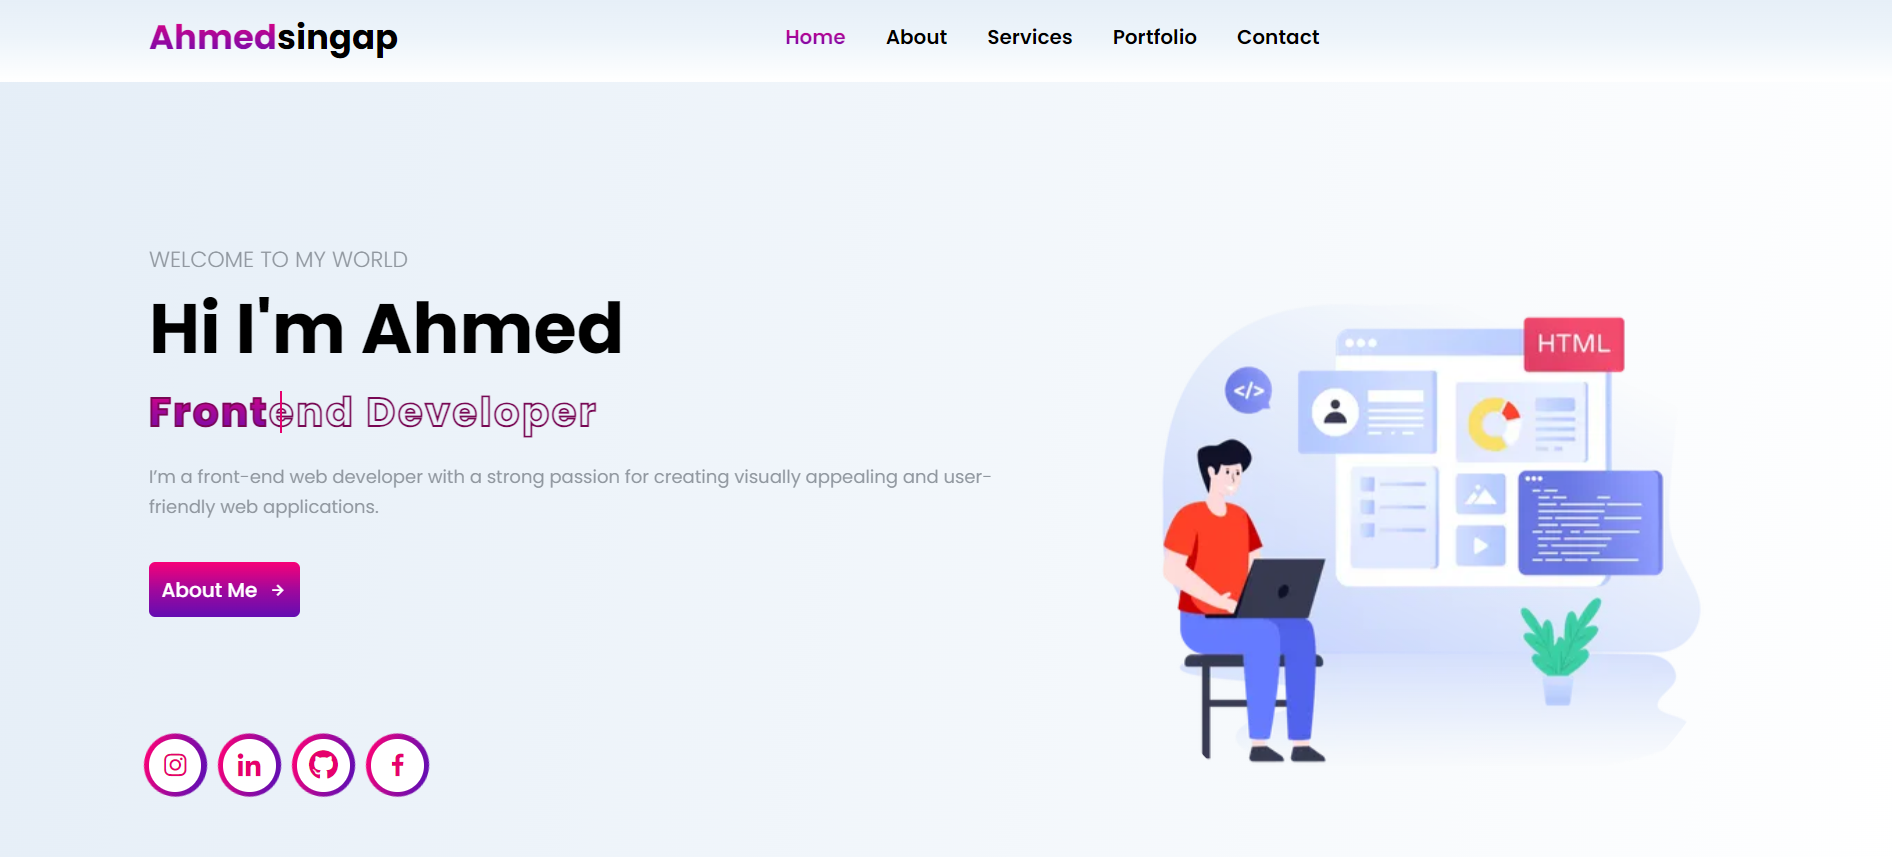 Ahmedsingap
Home About Services Portfolio Contact
WELCOME TO MY WORLD
Hi I'm Ahmed
Frontend Developer
I’m a front-end web developer with a strong passion for creating visually appealing and user-
friendly web applications.
About Me →
in f
HTML
</>